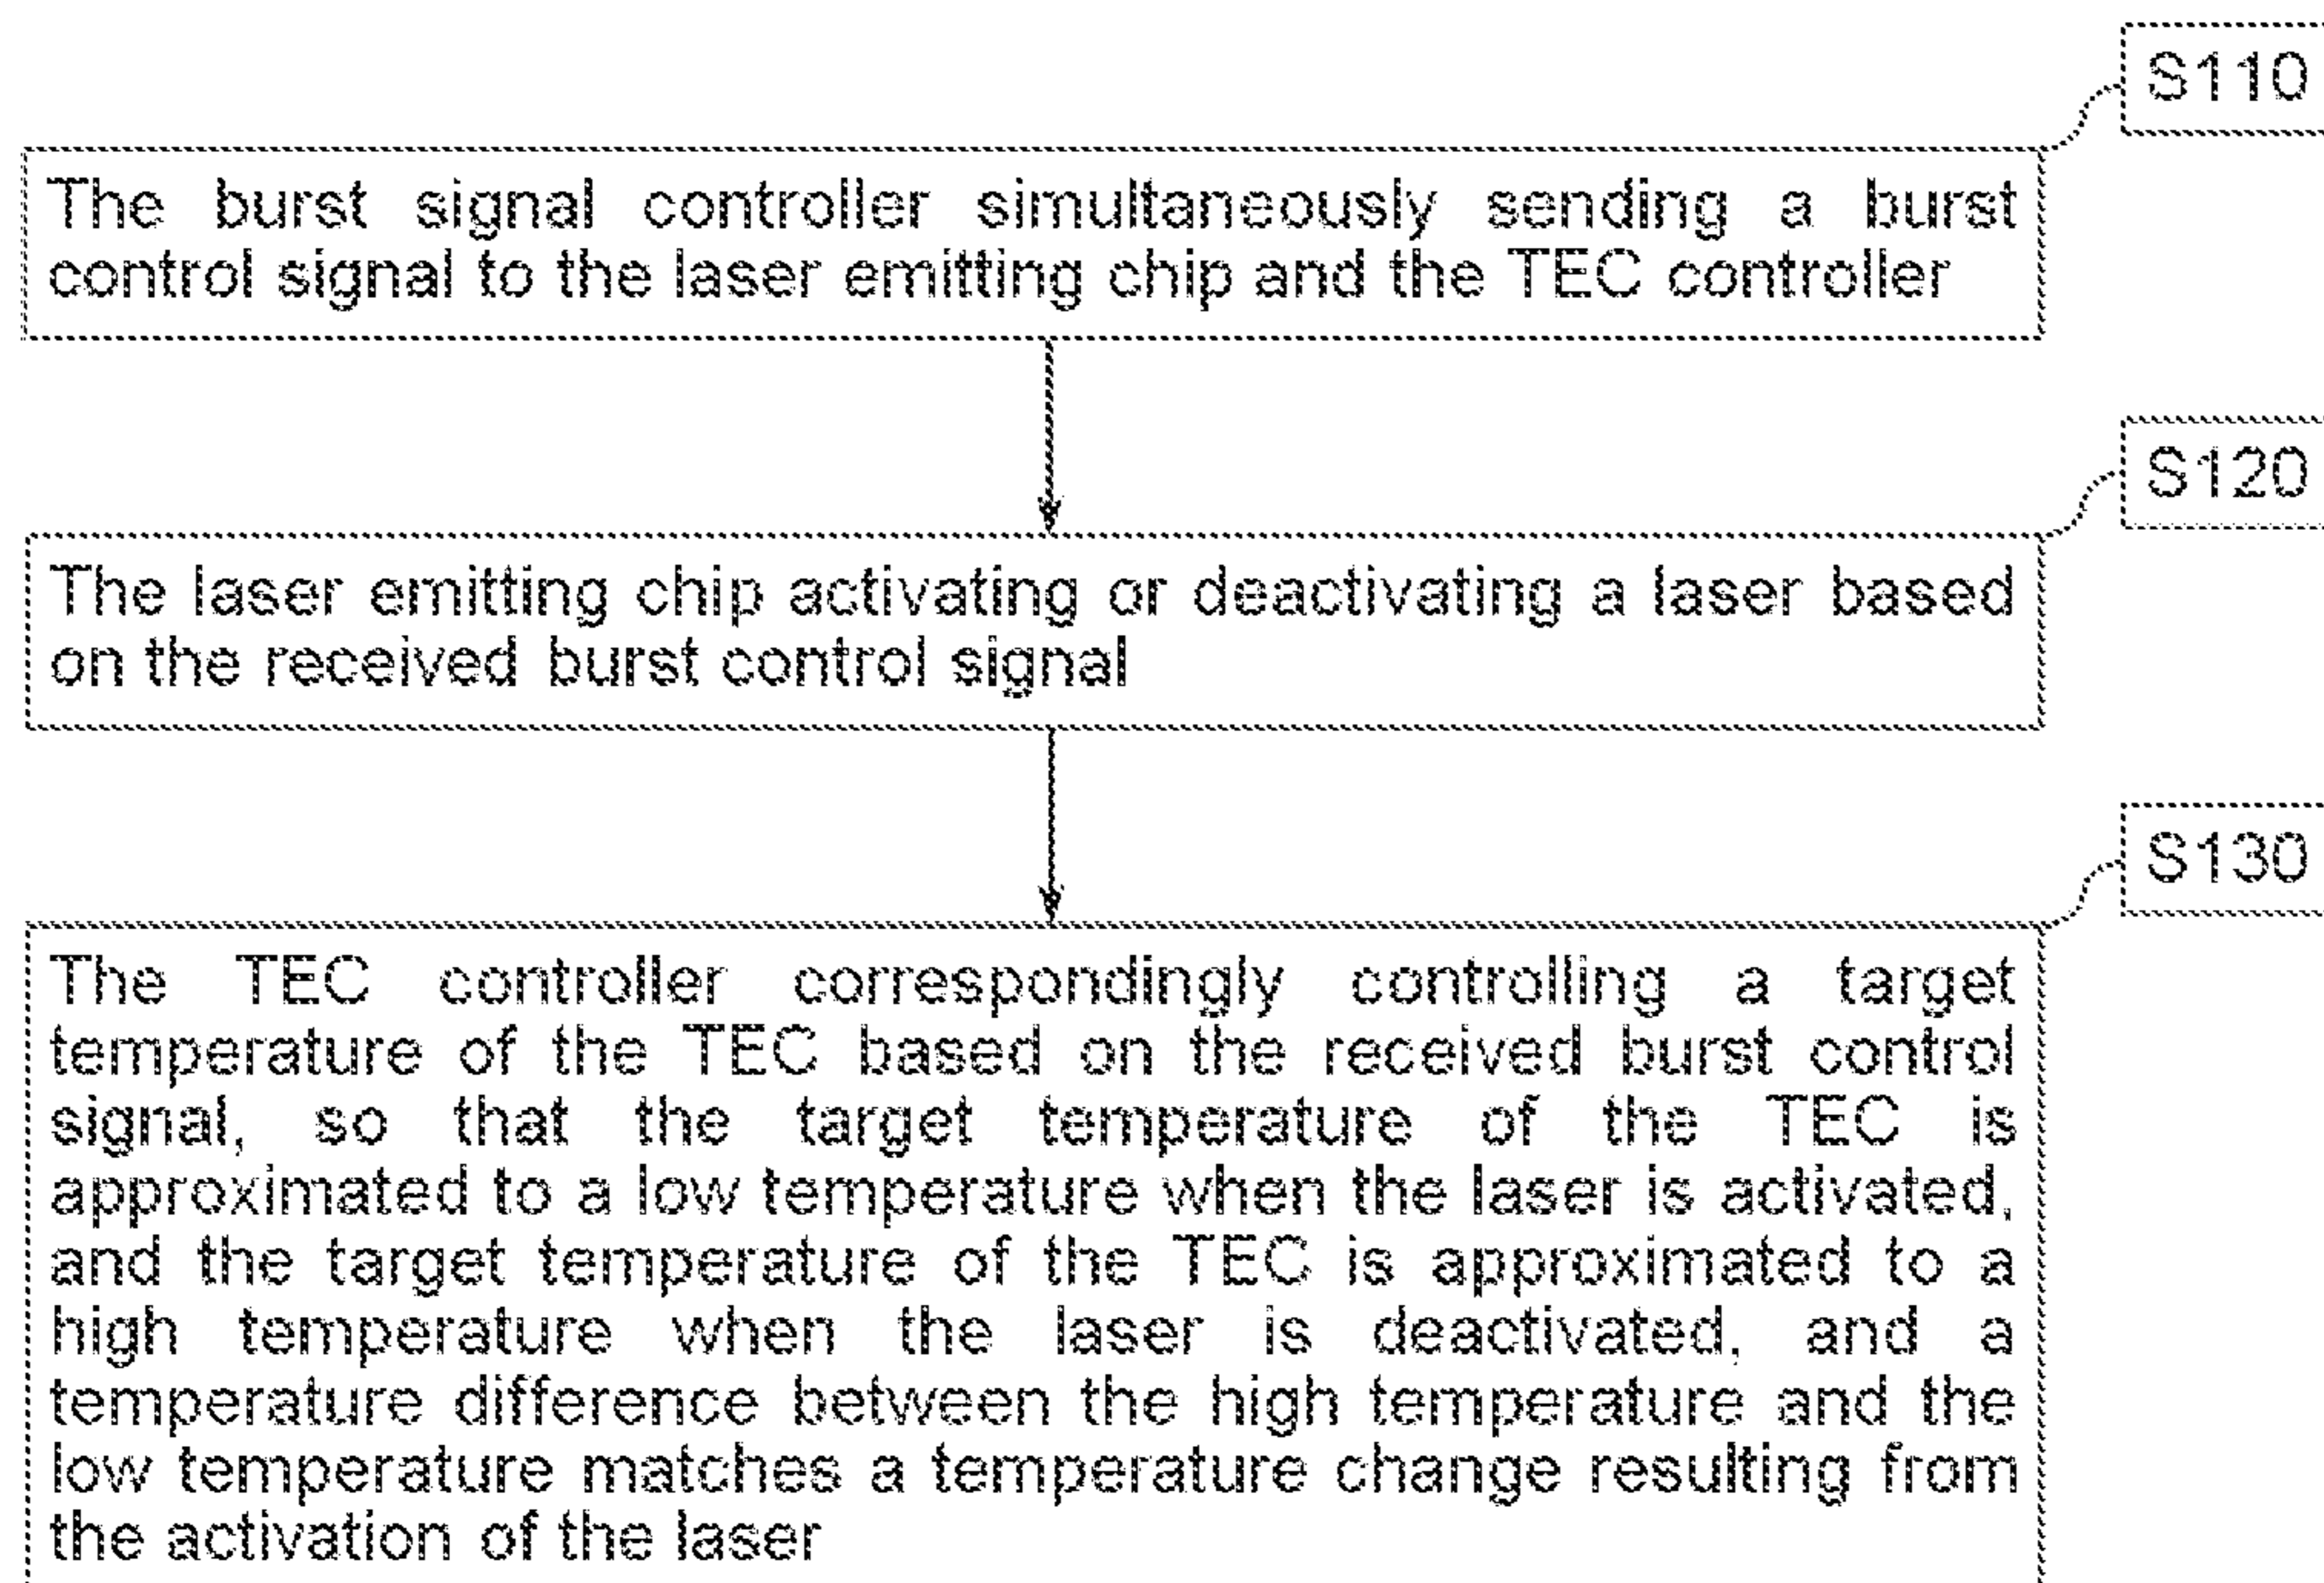 S110
The burst signal controller simultaneously sending a burst
control signal to the laser emitting chip and the TEC controller
S120
The laser emitting chip activating or deactivating a laser based
on the received burst control signal
S130
The TEC controller correspondingly controlling a target
temperature of the TEC based on the received burst control
signal, so that the target temperature of the TEC is
approximated to a low temperature when the laser is activated,
and the target temperature of the TEC is approximated to a
high temperature when the laser is deactivated, and a
temperature difference between the high temperature and the
low temperature matches a temperature change resulting from
the activation of the laser